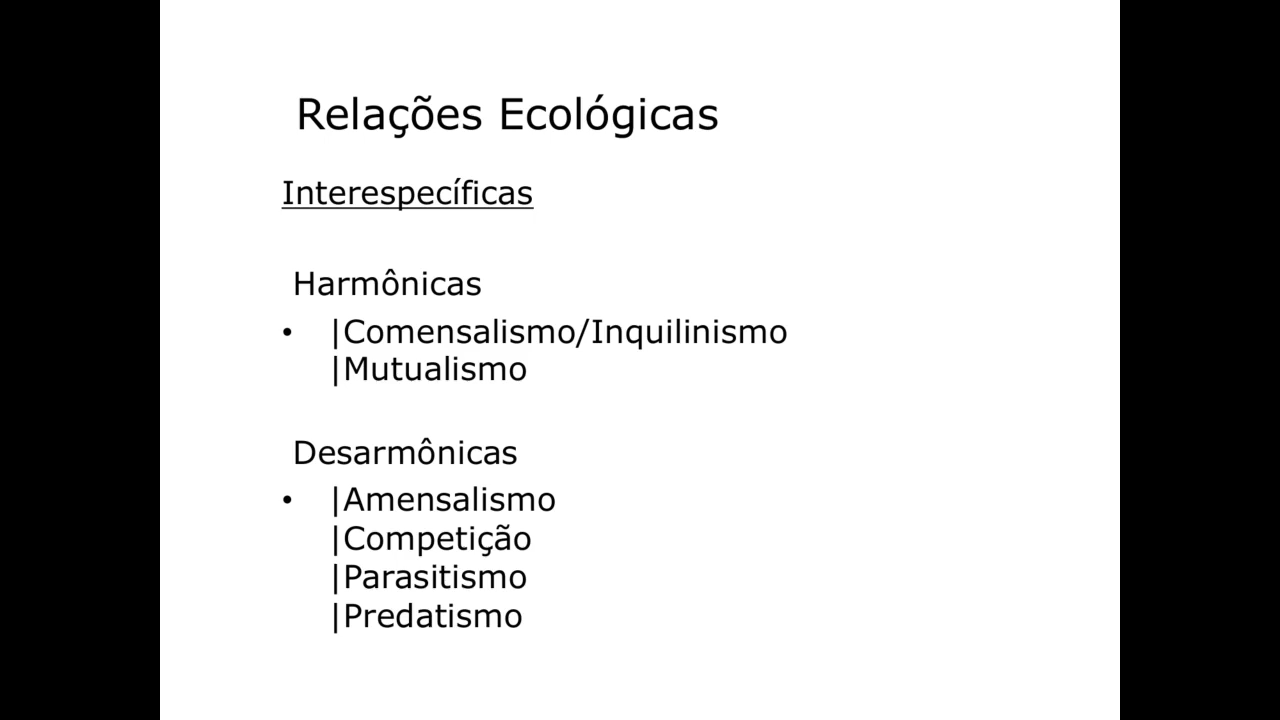 Relações Ecológicas
Interespecíficas
Harmônicas
• |Comensalismo/Inquilinismo
|Mutualismo
Desarmônicas
• |Amensalismo
|Competição
|Parasitismo
|Predatismo